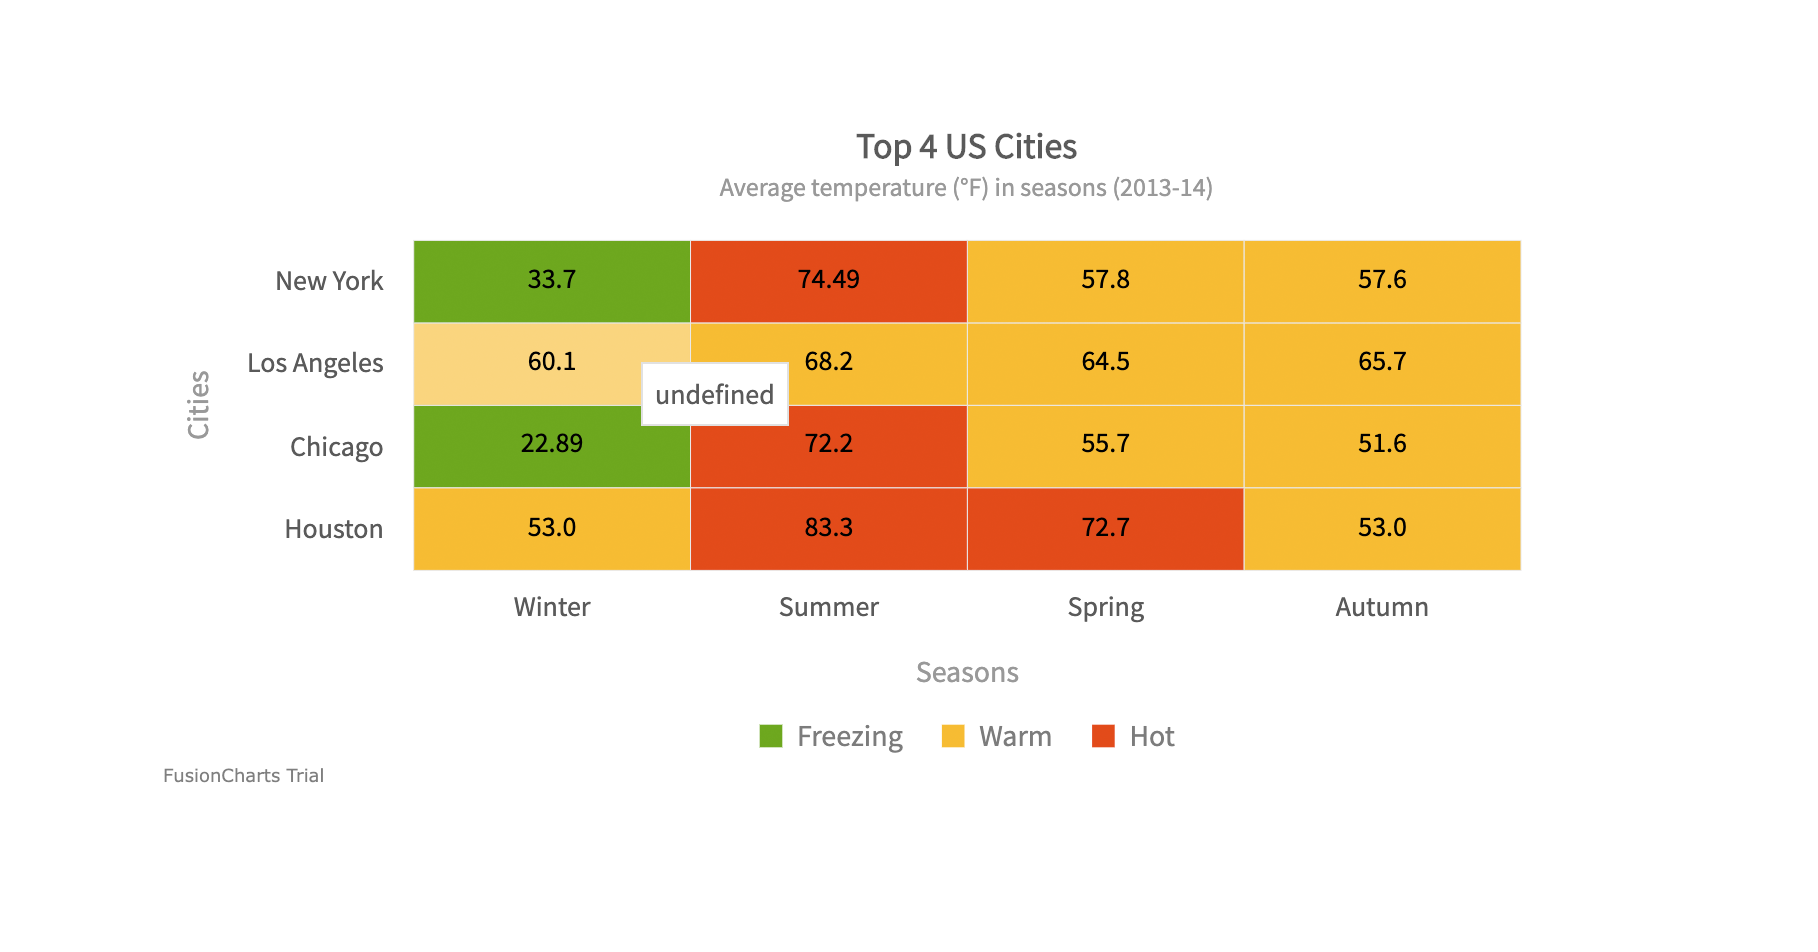 Top 4 US Cities
Average temperature (°F) in seasons (2013-14)
Cities
New York 33.7 74.49 57.8 57.6
Los Angeles 60.1 68.2 64.5 65.7
undefined
Chicago 22.89 72.2 55.7 51.6
Houston 53.0 83.3 72.7 53.0
Winter Summer Spring Autumn
Seasons
Freezing Warm Hot
FusionCharts Trial